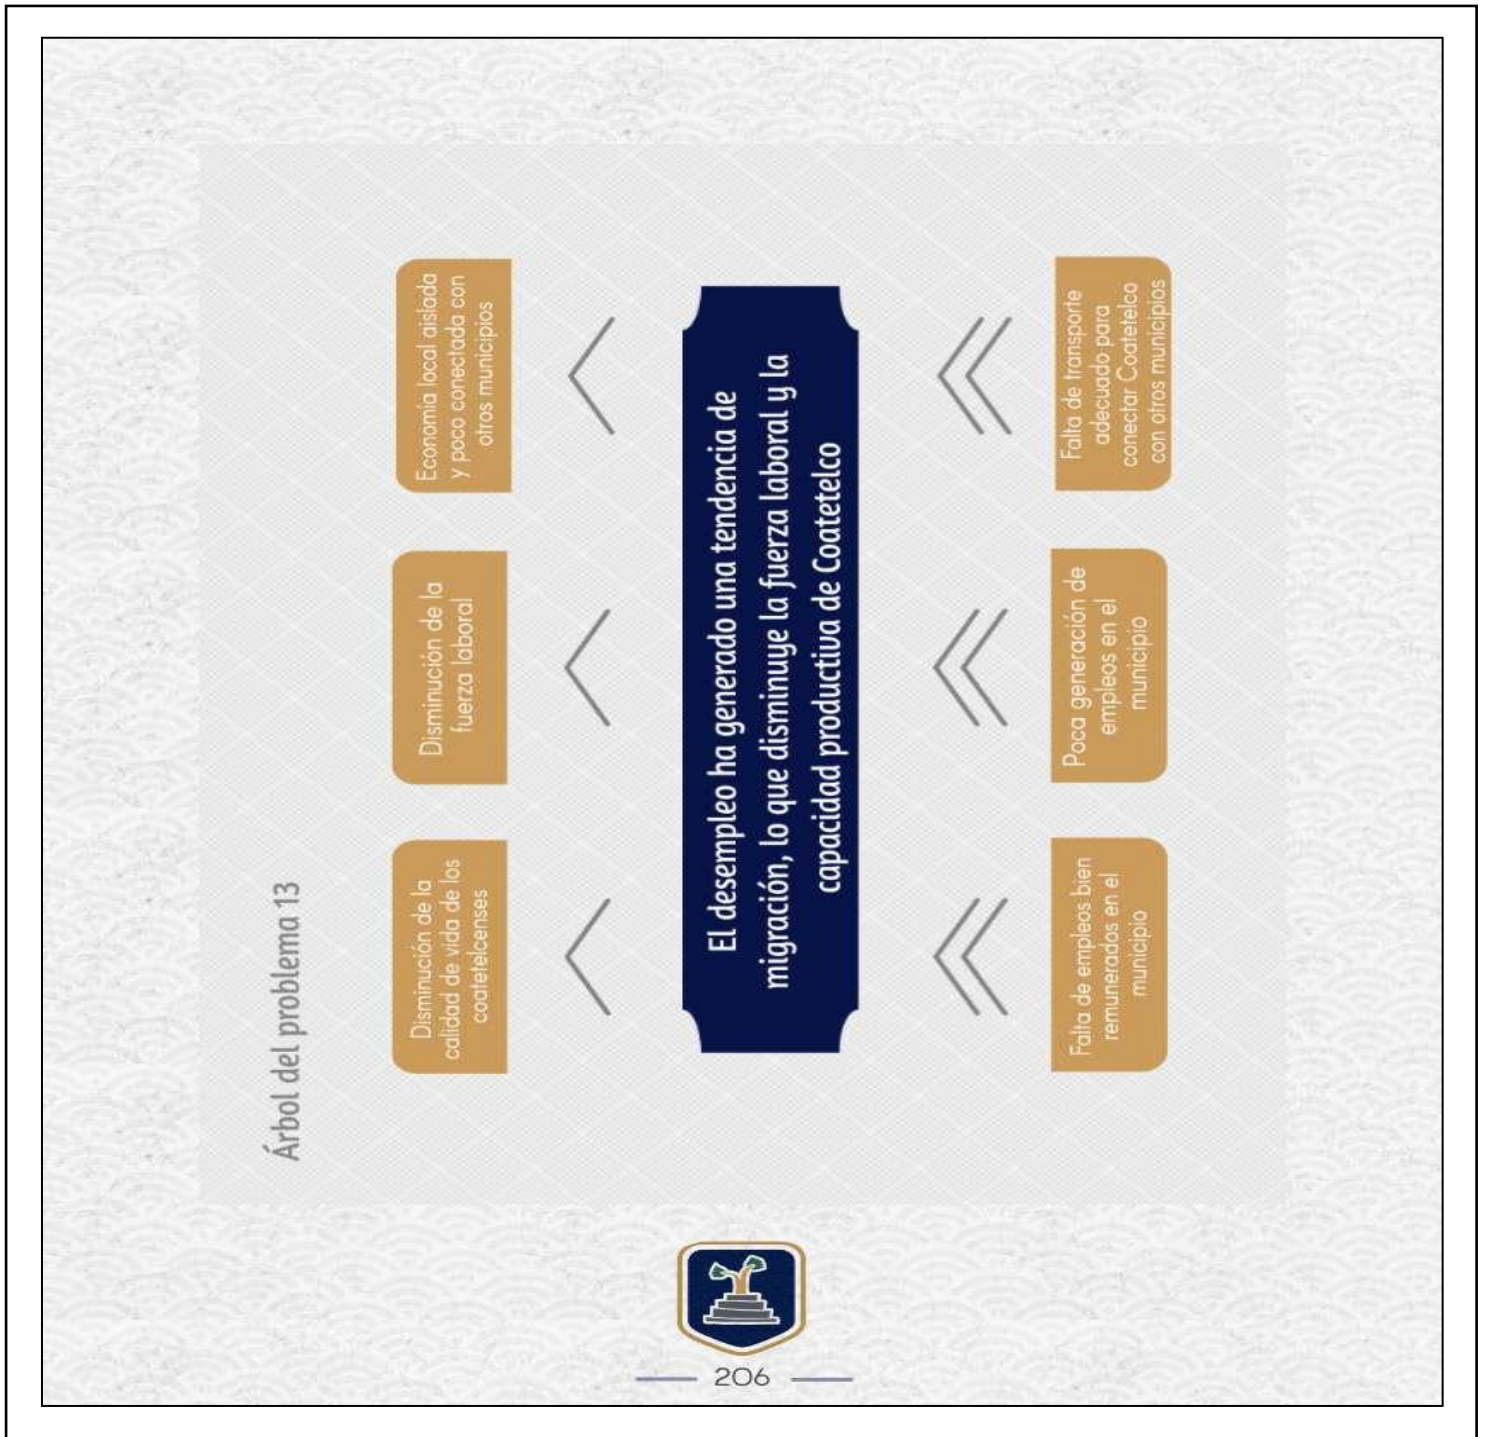 Árbol del problema 13
Disminución de la
calidad de vida de los
coatetelcenses
Disminución de la
fuerza laboral
Economía local aislada
y poco conectada con
otros municipios
El desempleo ha generado una tendencia de
migración, lo que disminuye la fuerza laboral y la
capacidad productiva de Coatetelco
Falta de empleos bien
remunerados en el
municipio
Poca generación de
empleos en el
municipio
Falta de transporte
adecuado para
conectar Coatetelco
con otros municipios
206